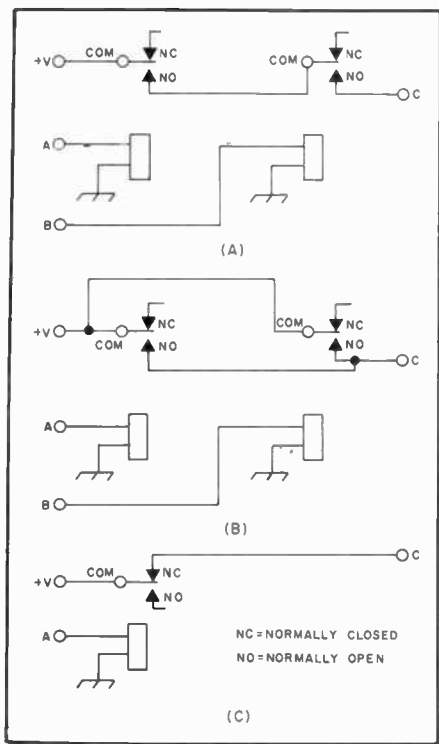 NC NC
+V COM COM
NO NO
C
A
B
(A)
NC COM NC
+V
COM NO NO
C
A
B
(B)
C
NC
+V COM
NO
A
NC=NORMALLY CLOSED
NO=NORMALLY OPEN
(C)